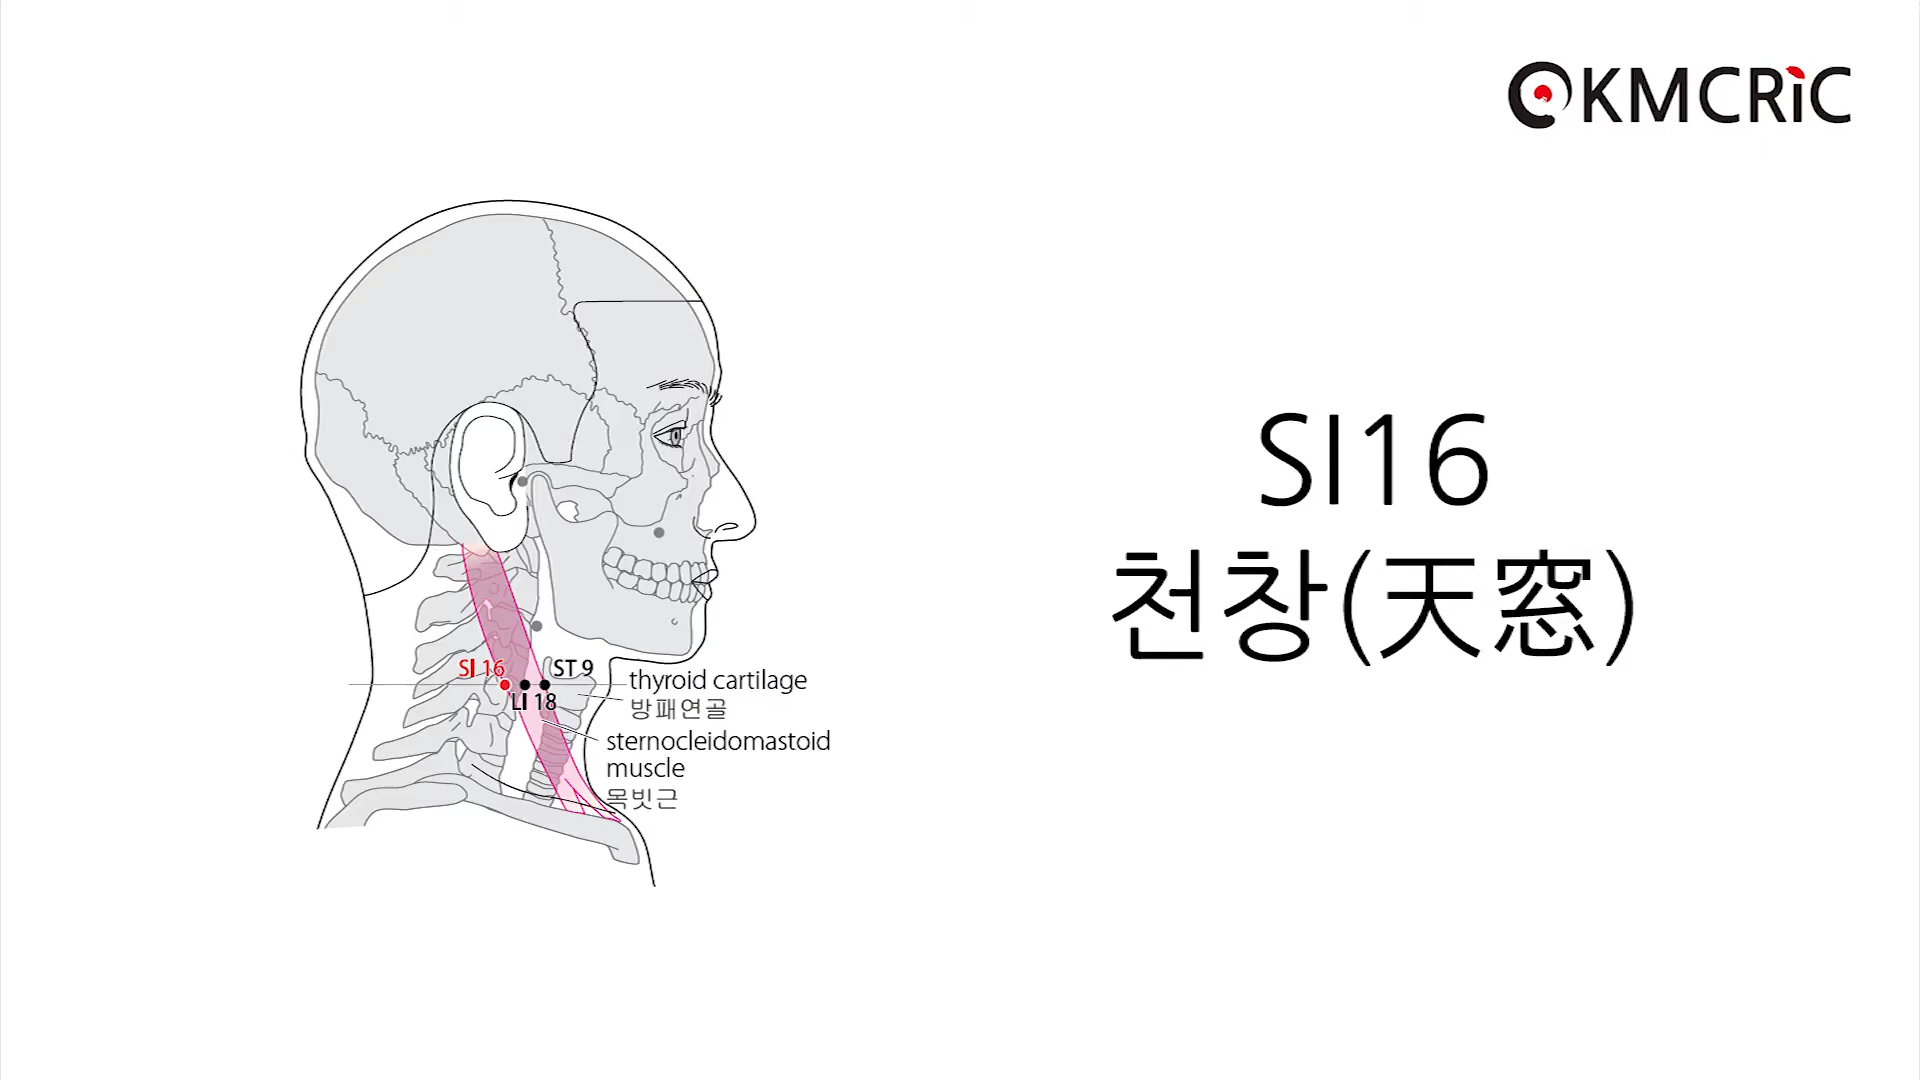 KMCRiC
SI16
천창(天窓)
SI 16
ST 9
LI 18
thyroid cartilage
방패연골
sternocleidomastoid
muscle
목빗근